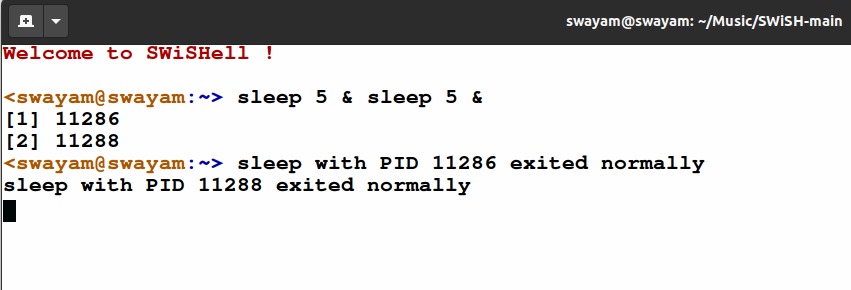 swayam@swayam: ~/Music/SWiSH-main
Welcome to SWiSHell !
<swayam@swayam:~> sleep 5 & sleep 5 &
[1] 11286
[2] 11288
<swayam@swayam:~> sleep with PID 11286 exited normally
sleep with PID 11288 exited normally